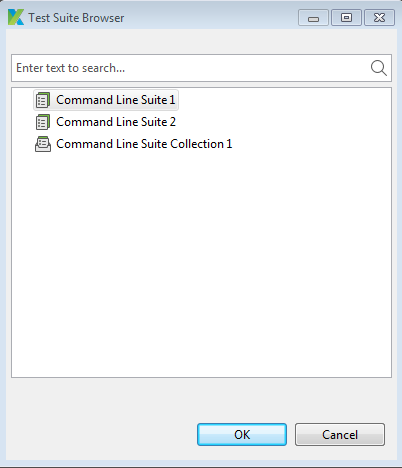 Test Suite Browser
Enter text to search...
Command Line Suite 1
Command Line Suite 2
Command Line Suite Collection 1
OK
Cancel